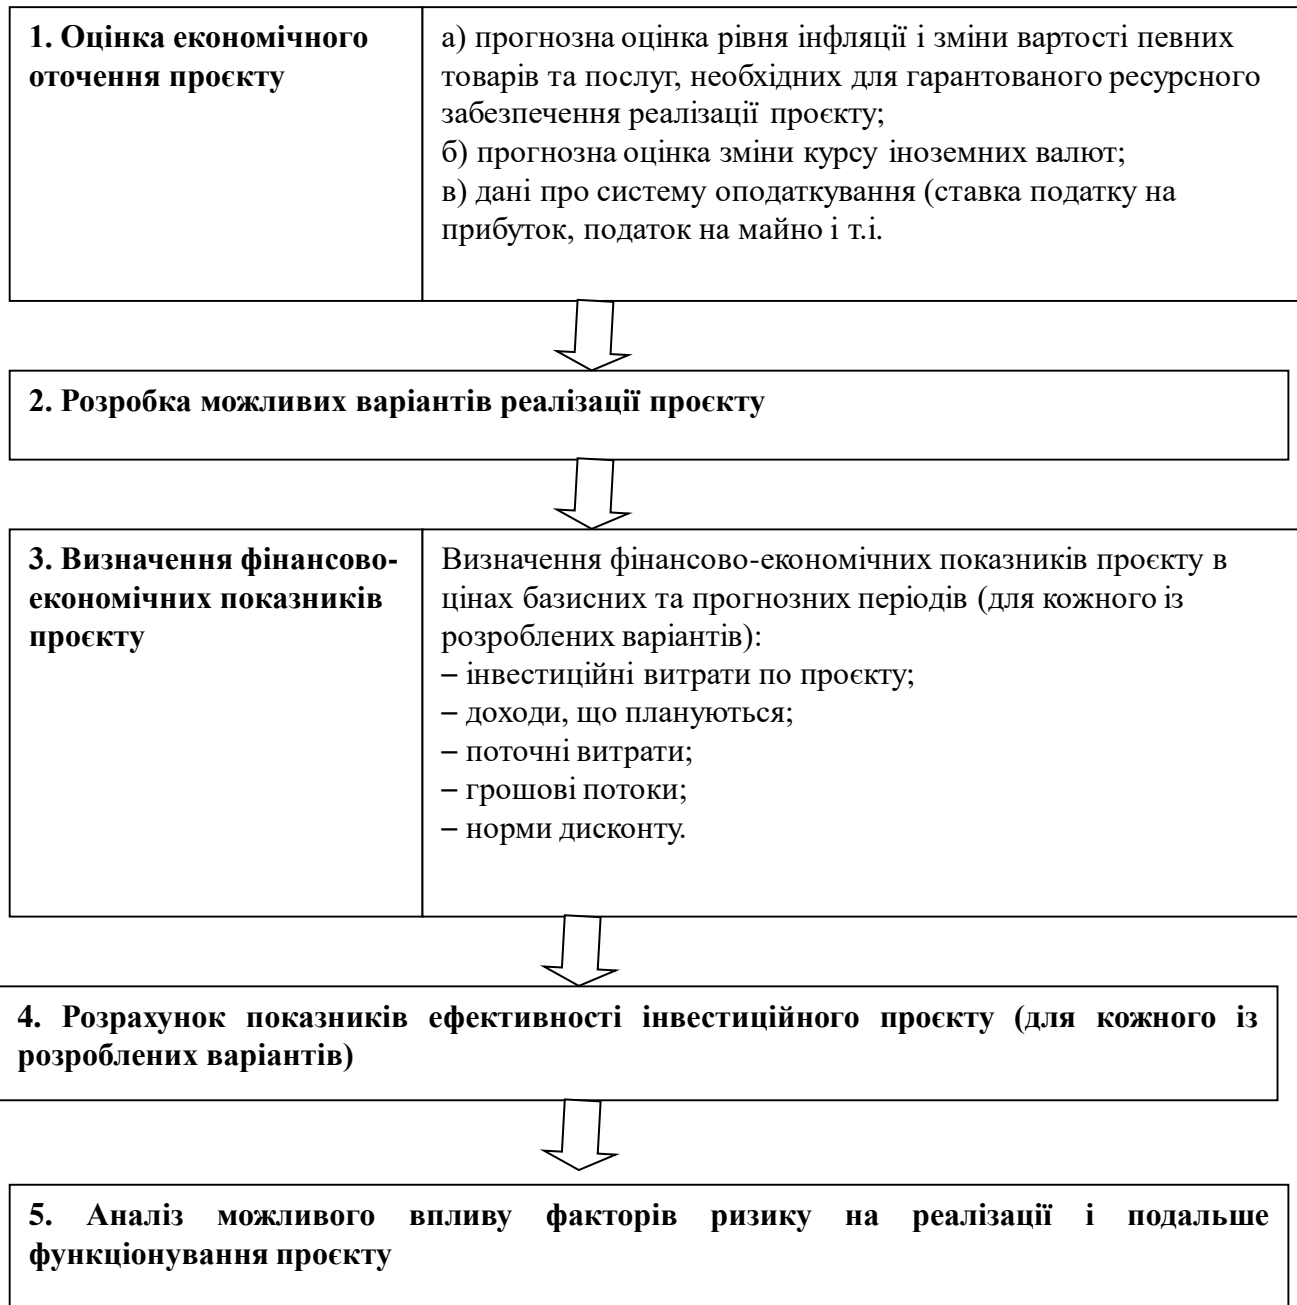 1. Оцінка економічного
оточення проєкту
а) прогнозна оцінка рівня інфляції і зміни вартості певних
товарів та послуг, необхідних для гарантованого ресурсного
забезпечення реалізації проєкту;
б) прогнозна оцінка зміни курсу іноземних валют;
в) дані про систему оподаткування (ставка податку на
прибуток, податок на майно і т.і.
2. Розробка можливих варіантів реалізації проєкту
3. Визначення фінансово-
економічних показників
проєкту
Визначення фінансово-економічних показників проєкту в
цінах базисних та прогнозних періодів (для кожного із
розроблених варіантів):
– інвестиційні витрати по проєкту;
– доходи, що плануються;
– поточні витрати;
– грошові потоки;
– норми дисконту.
4. Розрахунок показників ефективності інвестиційного проєкту (для кожного із
розроблених варіантів)
5. Аналіз можливого впливу факторів ризику на реалізації і подальше
функціонування проєкту